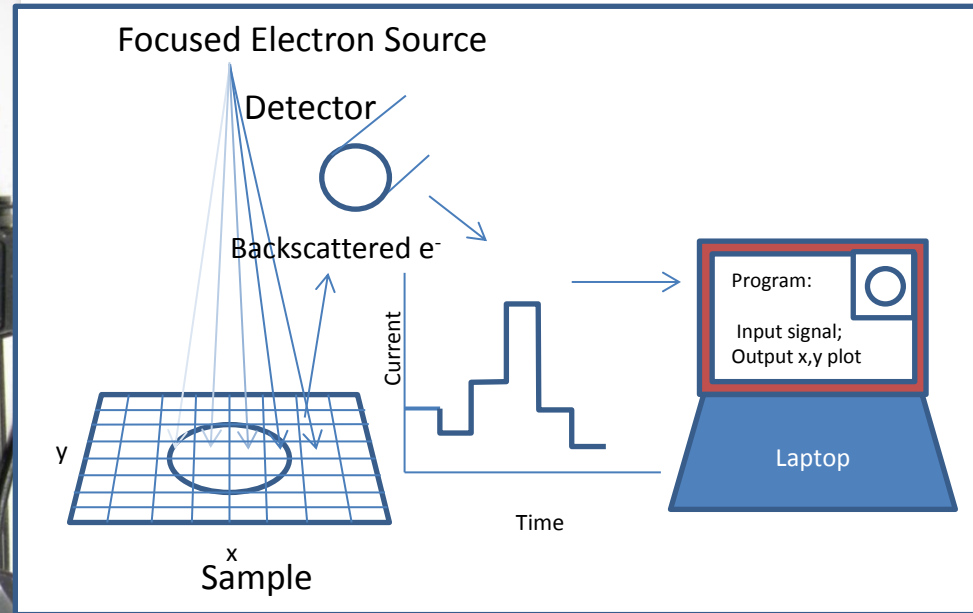 Focused Electron Source
Detector
Backscattered e⁻
Current
Time
y
x
Sample
Program:
Input signal;
Output x,y plot
Laptop